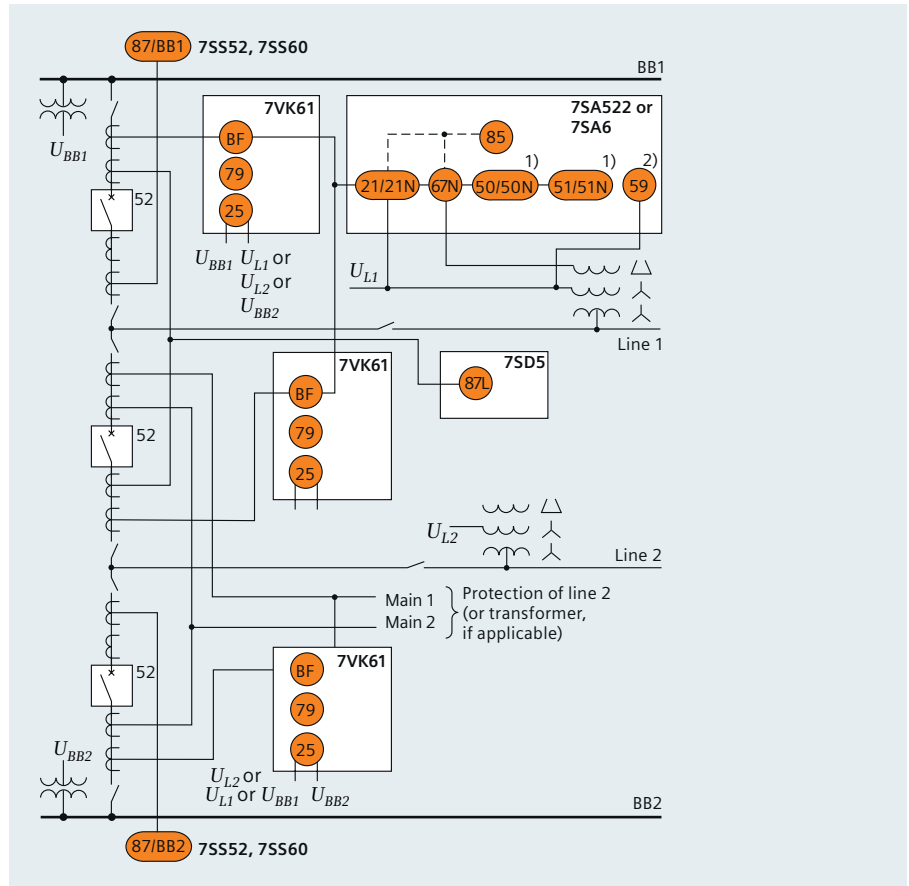 87/BB1 7SS52, 7SS60
BB1
U_BB1
7VK61
BF
79
25
U_BB1 U_L1 or
U_L2 or
U_BB2
7SA522 or
7SA6
85
1) 1) 2)
21/21N 67N 50/50N 51/51N 59
52
U_L1
Line 1
7VK61
BF
79
25
7SD5
87L
52
U_L2
Line 2
Main 1
Main 2
Protection of line 2
(or transformer,
if applicable)
7VK61
BF
79
25
52
U_L2 or
U_L1 or U_BB1 U_BB2
U_BB2
BB2
87/BB2 7SS52, 7SS60